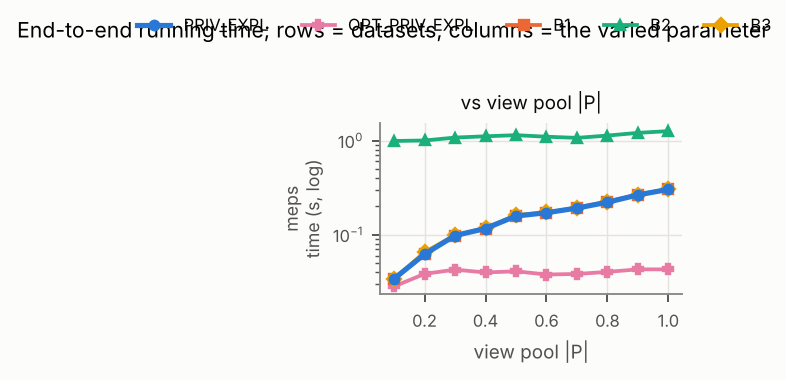 End-to-end running time; rows = datasets, columns = the varied parameter
PRIV_EXPL OPT_PRIV_EXPL B1 B2 B3
vs view pool |P|
meps
time (s, log)
10⁰
10⁻¹
0.2 0.4 0.6 0.8 1.0
view pool |P|